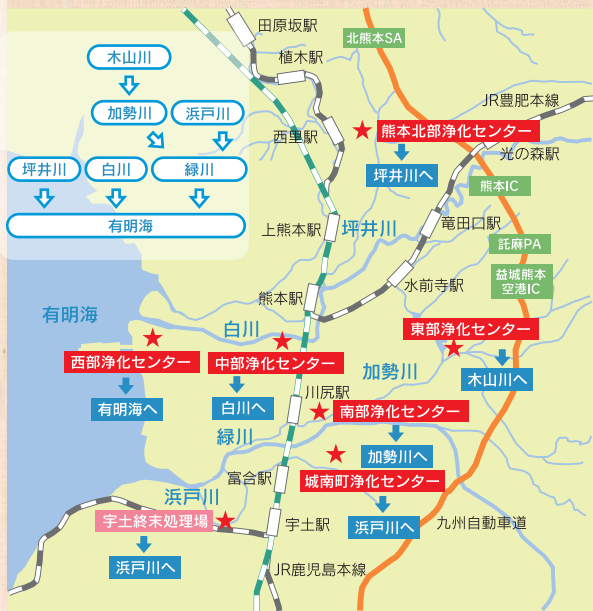 木山川
加勢川
浜戸川
坪井川
白川
緑川
有明海
田原坂駅
植木駅
西里駅
上熊本駅
熊本駅
川尻駅
富合駅
宇土駅
JR鹿児島本線
北熊本SA
JR豊肥本線
熊本北部浄化センター
坪井川へ
光の森駅
熊本IC
竜田口駅
託麻PA
坪井川
水前寺駅
益城熊本
空港IC
有明海
白川
西部浄化センター
有明海へ
中部浄化センター
白川へ
東部浄化センター
木山川へ
加勢川
南部浄化センター
加勢川へ
緑川
城南町浄化センター
浜戸川へ
浜戸川
宇土終末処理場
浜戸川へ
九州自動車道